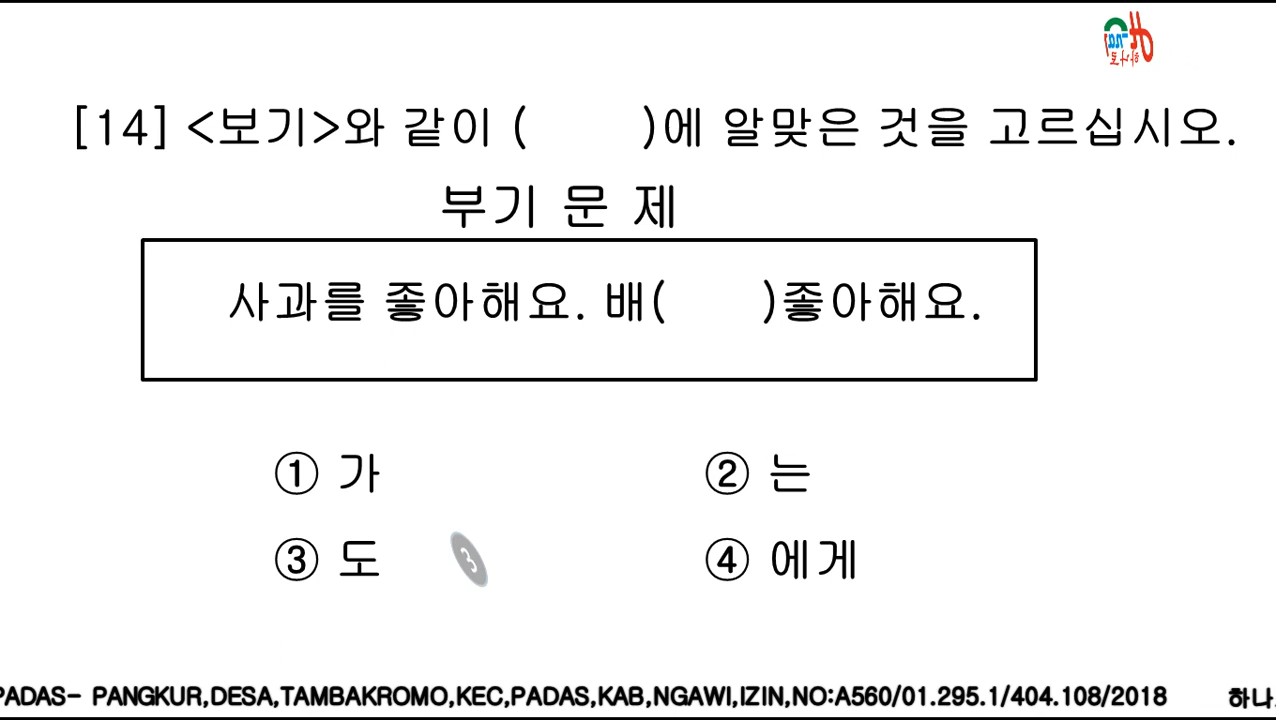 [14] <보기>와 같이 (      )에 알맞은 것을 고르십시오.
부기 문 제
사과를 좋아해요. 배(      )좋아해요.
① 가
② 는
③ 도
3
④ 에게
PADAS- PANGKUR,DESA,TAMBAKROMO,KEC,PADAS,KAB,NGAWI,IZIN,NO:A560/01.295.1/404.108/2018 하나